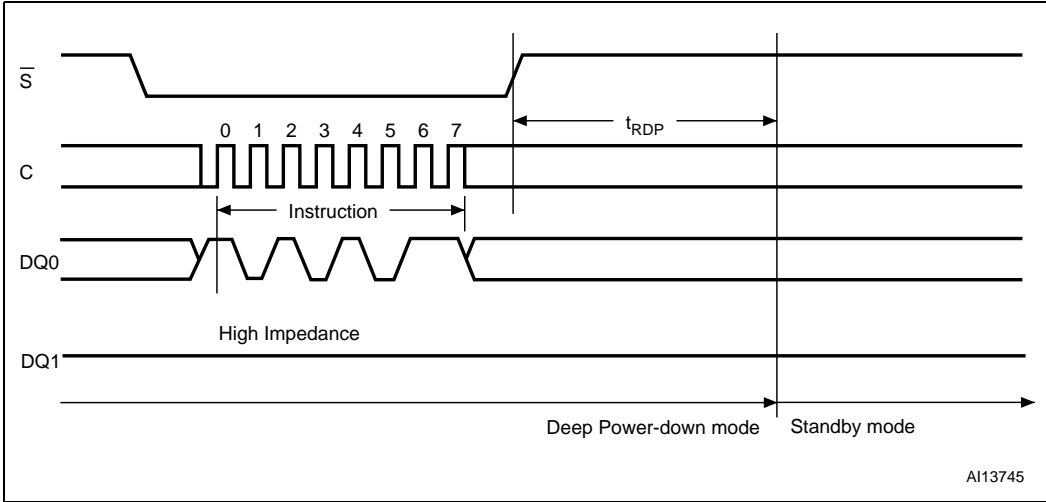 S̅
0 1 2 3 4 5 6 7
tRDP
C
Instruction
DQ0
High Impedance
DQ1
Deep Power-down mode Standby mode
AI13745